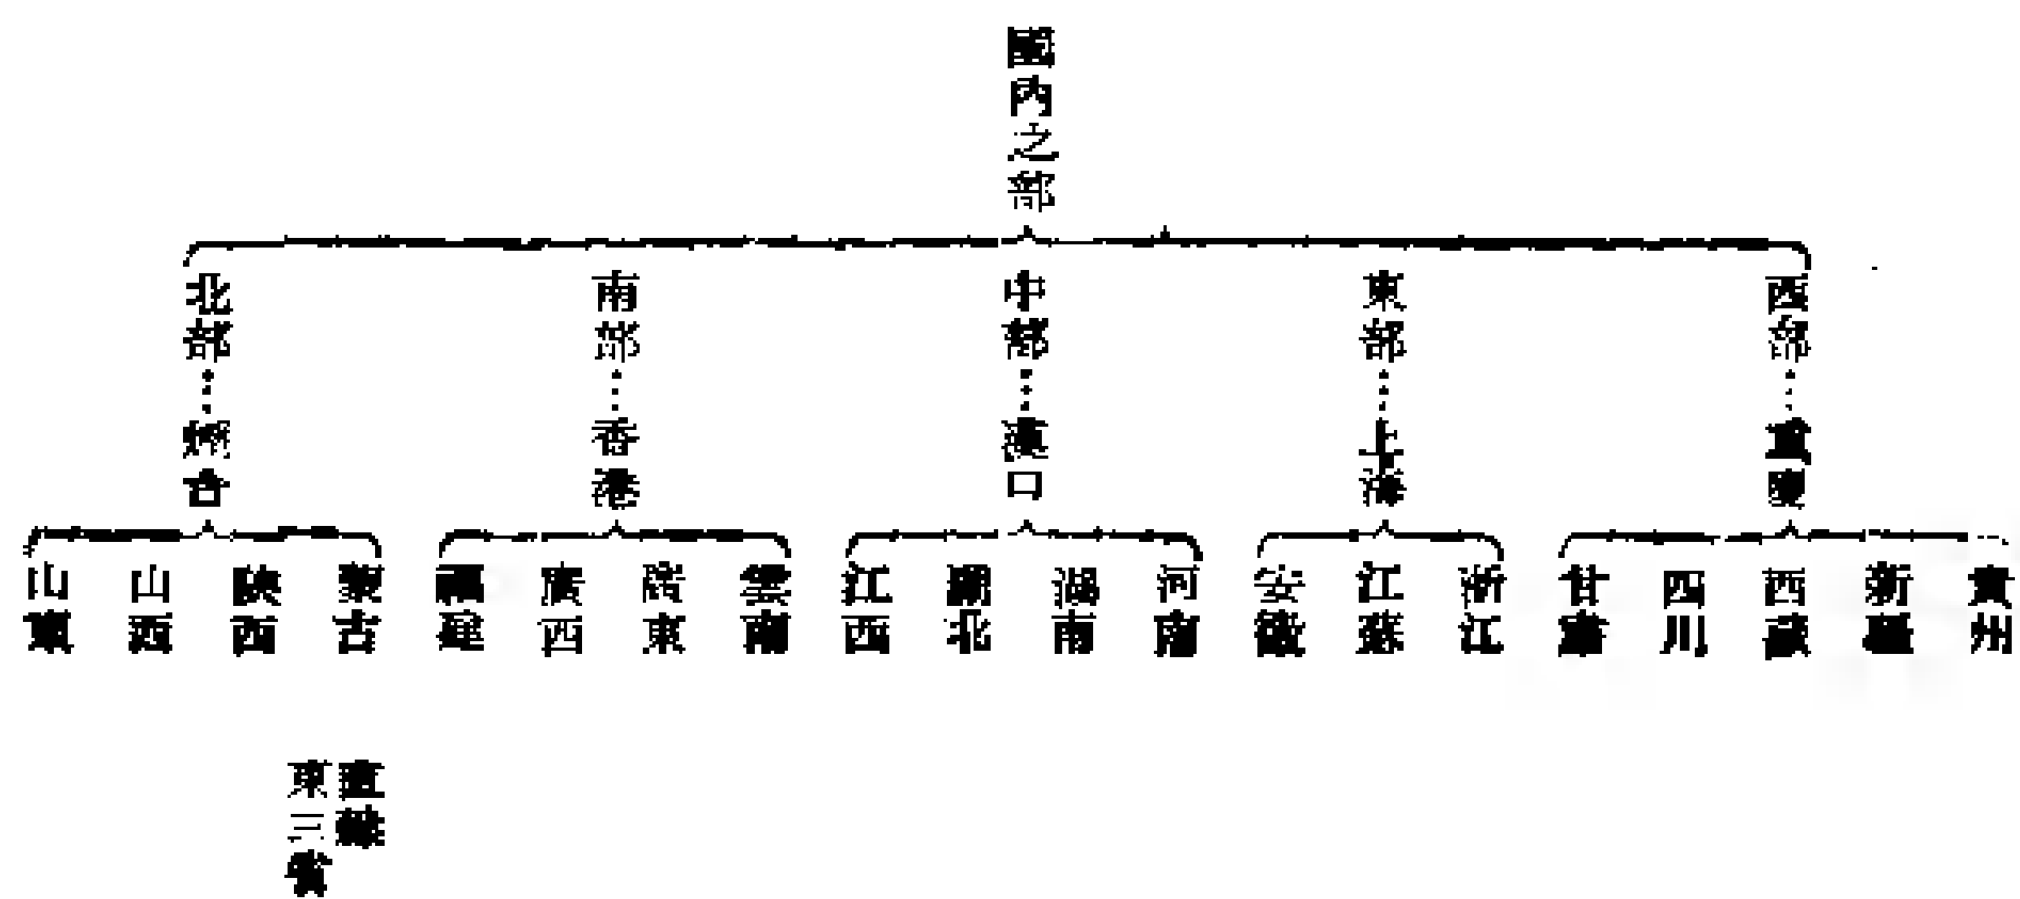 國內之部
西部…重慶
東部…上海
中部…漢口
南部…香港
北部…煙台
貴州
新疆
西藏
四川
甘肅
浙江
江蘇
安徽
河南
湖南
湖北
江西
雲南
廣東
廣西
福建
蒙古
陝西
山西
山東
直隸
東三省